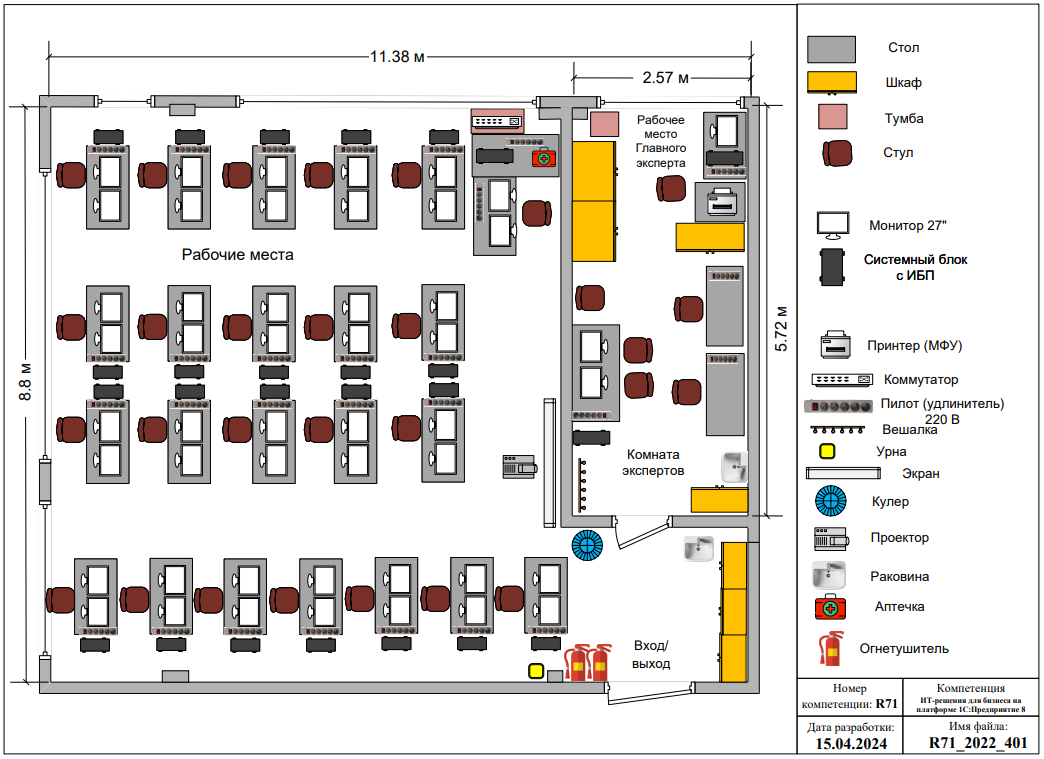 11.38 м
2.57 м
8.8 м
5.72 м
Рабочее
место
Главного
эксперта
Рабочие места
Комната
экспертов
Вход/
выход
Стол
Шкаф
Тумба
Стул
Монитор 27"
Системный блок
с ИБП
Принтер (МФУ)
Коммутатор
Пилот (удлинитель)
220 В
Вешалка
Урна
Экран
Кулер
Проектор
Раковина
Аптечка
Огнетушитель
Номер
компетенции: R71
Компетенция
ИТ-решения для бизнеса на
платформе 1С:Предприятие 8
Дата разработки:
15.04.2024
Имя файла:
R71_2022_401